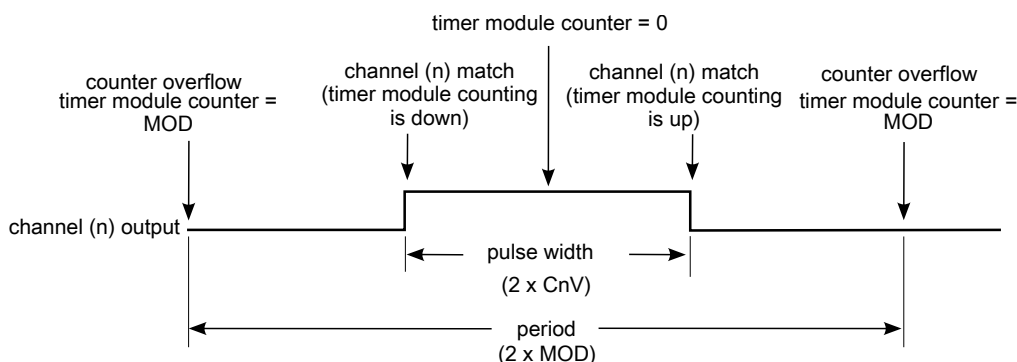 timer module counter = 0
counter overflow
timer module counter =
MOD
channel (n) match
(timer module counting
is down)
channel (n) match
(timer module counting
is up)
counter overflow
timer module counter =
MOD
channel (n) output
pulse width
(2 x CnV)
period
(2 x MOD)